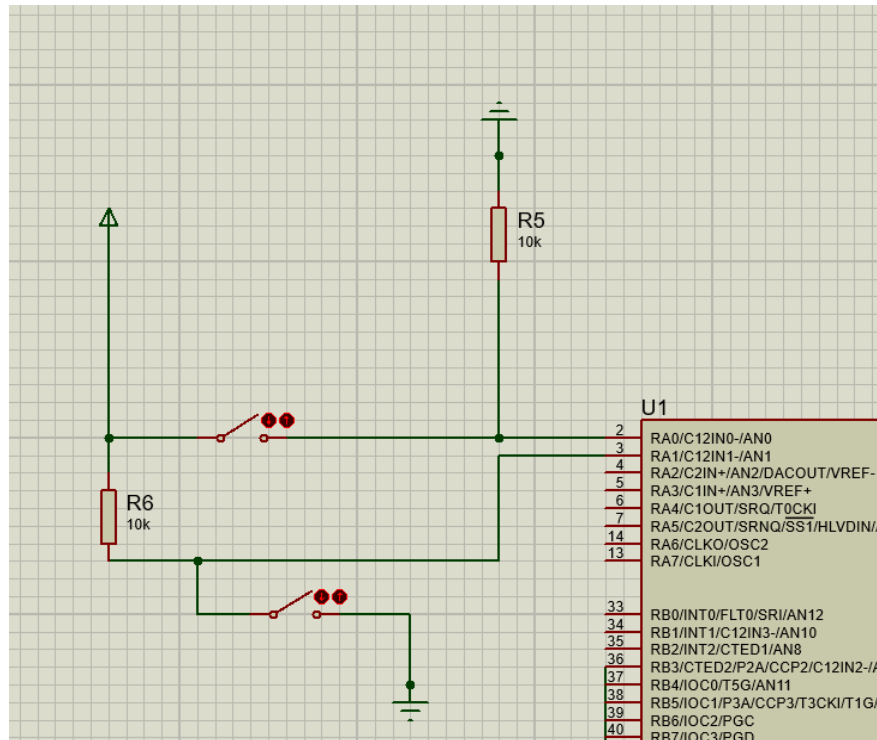 R5
10k
U1
2 RA0/C12IN0-/AN0
3 RA1/C12IN1-/AN1
4 RA2/C2IN+/AN2/DACOUT/VREF-
5 RA3/C1IN+/AN3/VREF+
6 RA4/C1OUT/SRQ/T0CKI
7 RA5/C2OUT/SRNQ/SS1/HLVDIN/
14 RA6/CLKO/OSC2
13 RA7/CLKI/OSC1
R6
10k
33 RB0/INT0/FLT0/SRI/AN12
34 RB1/INT1/C12IN3-/AN10
35 RB2/INT2/CTED1/AN8
36 RB3/CTED2/P2A/CCP2/C12IN2-/
37 RB4/IOC0/T5G/AN11
38 RB5/IOC1/P3A/CCP3/T3CKI/T1G/
39 RB6/IOC2/PGC
40 RB7/IOC3/PGD